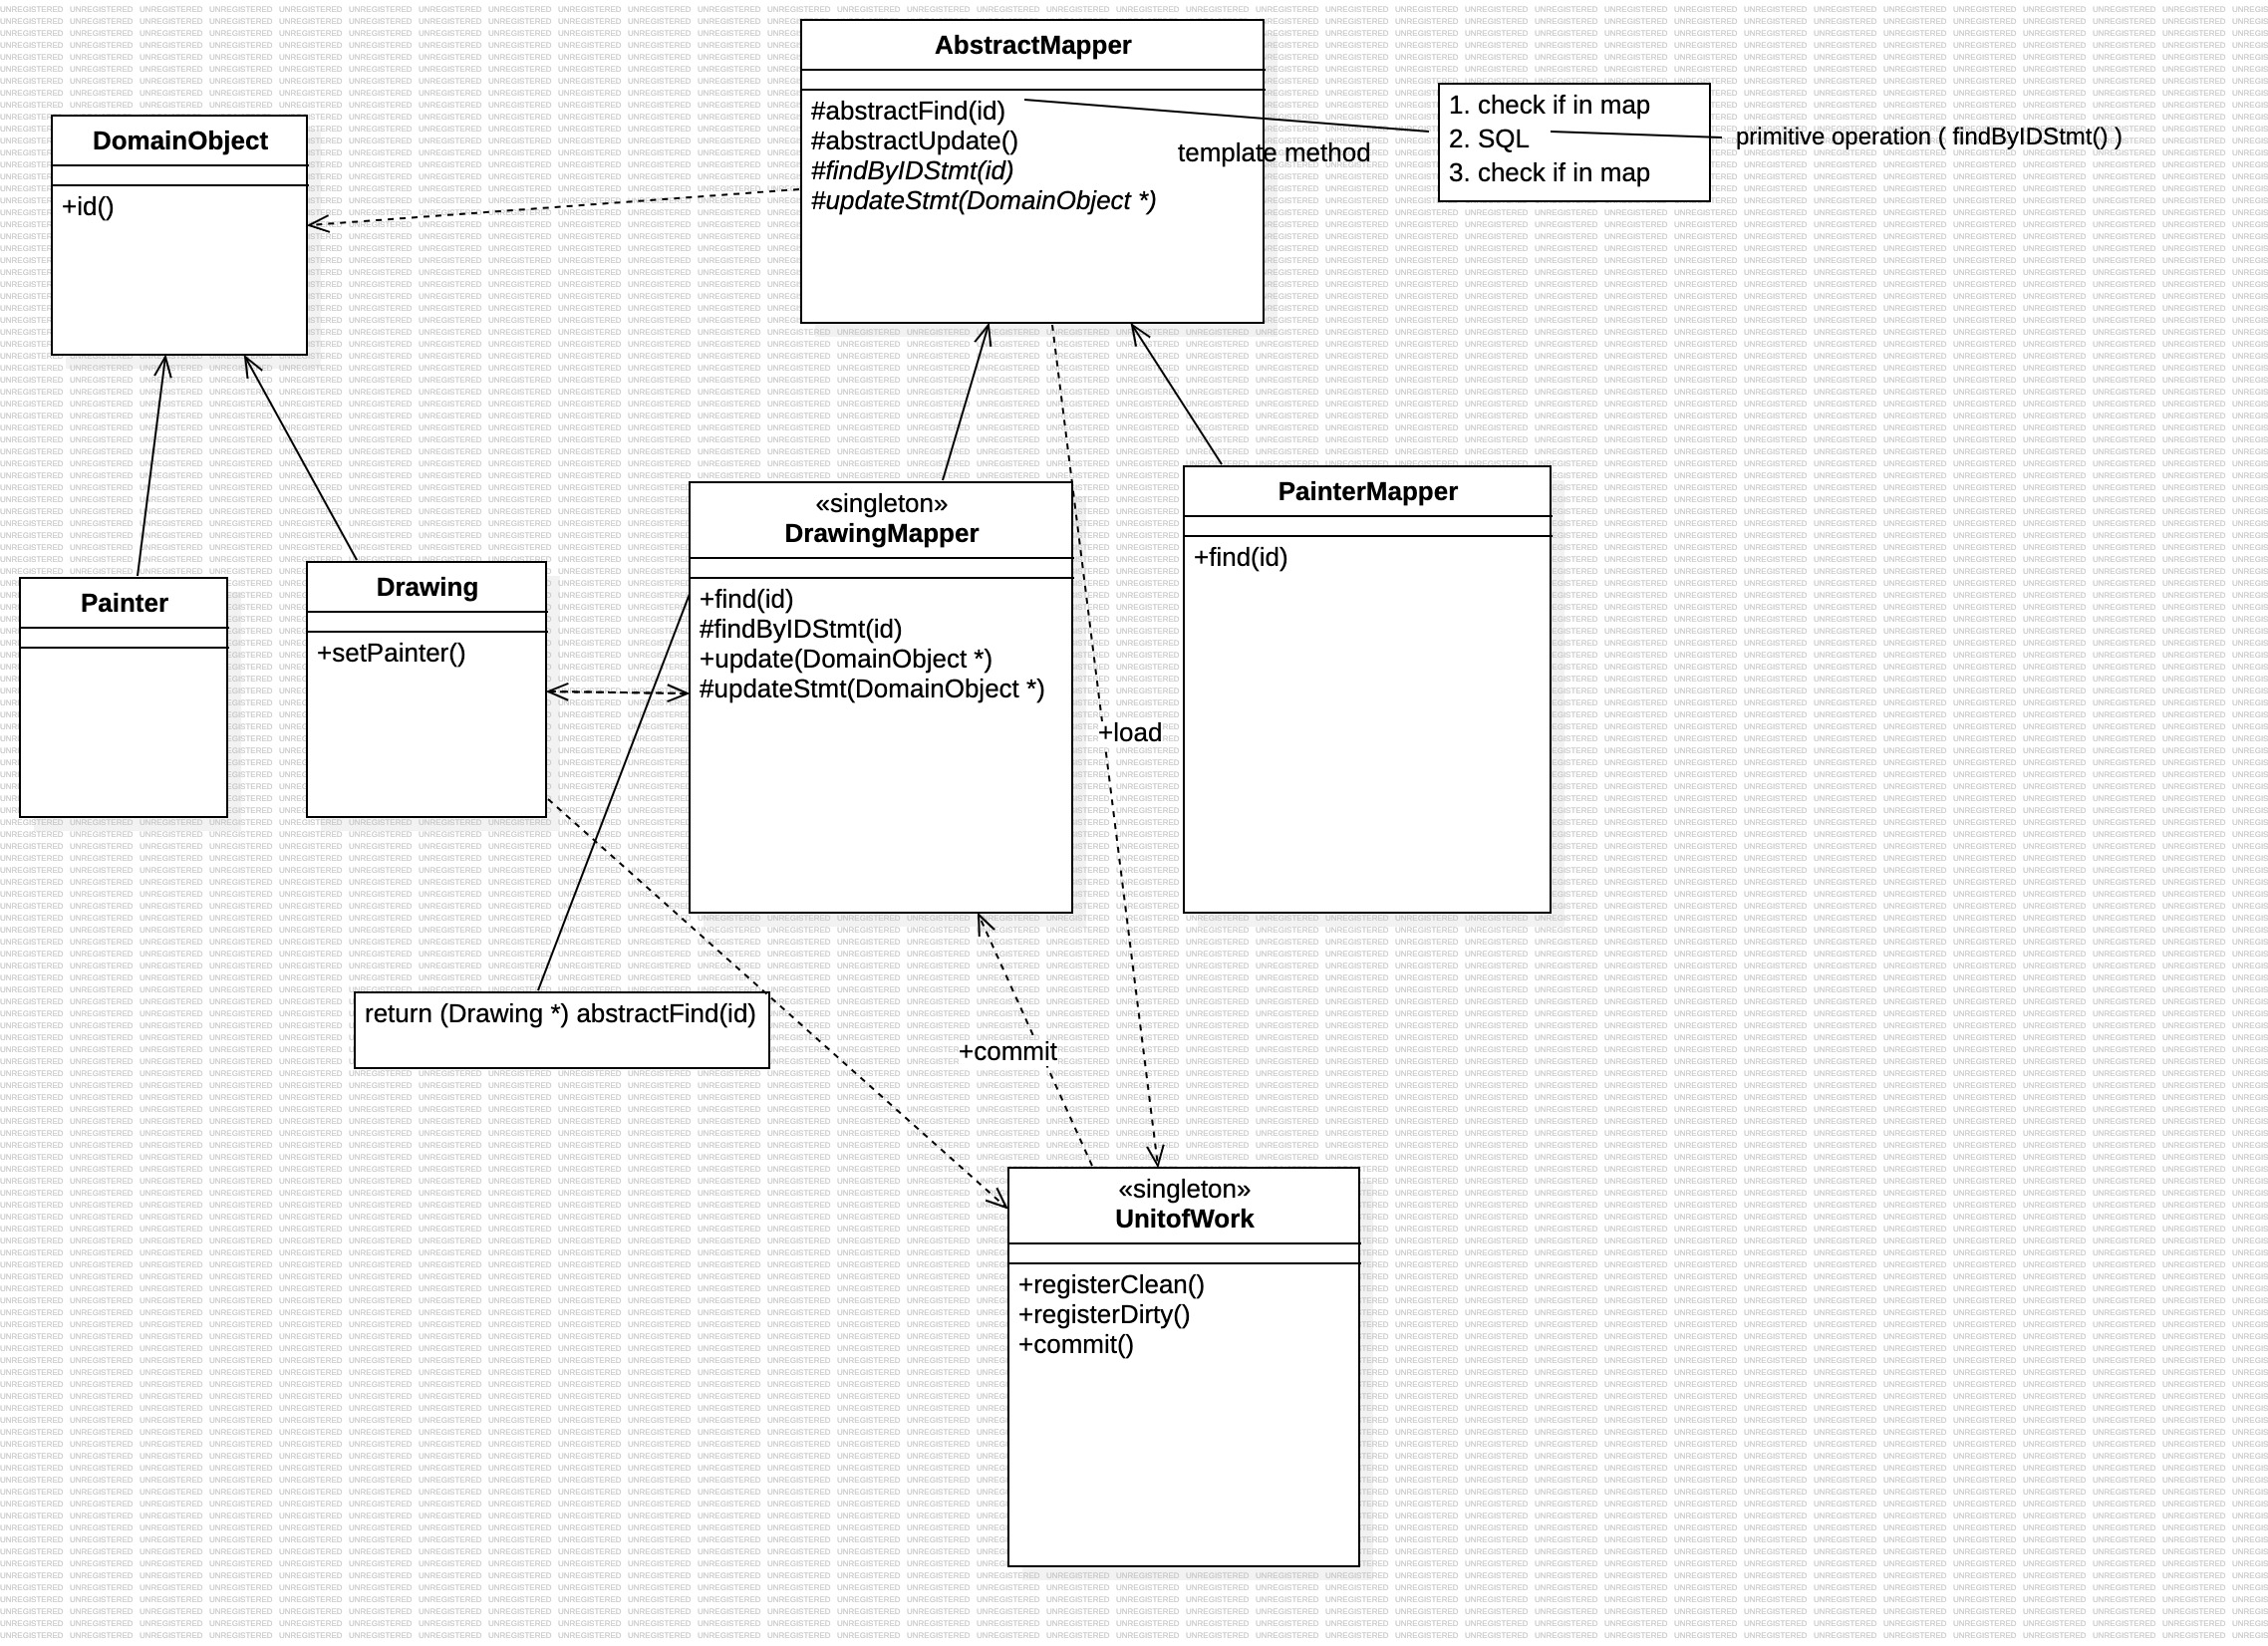 AbstractMapper
#abstractFind(id)
#abstractUpdate()
#findByIDStmt(id)
#updateStmt(DomainObject *)
template method
1. check if in map
2. SQL
3. check if in map
primitive operation ( findByIDStmt() )
DomainObject
+id()
Painter
Drawing
+setPainter()
«singleton»
DrawingMapper
+find(id)
#findByIDStmt(id)
+update(DomainObject *)
#updateStmt(DomainObject *)
PainterMapper
+find(id)
+load
return (Drawing *) abstractFind(id)
+commit
«singleton»
UnitofWork
+registerClean()
+registerDirty()
+commit()
UNREGISTERED